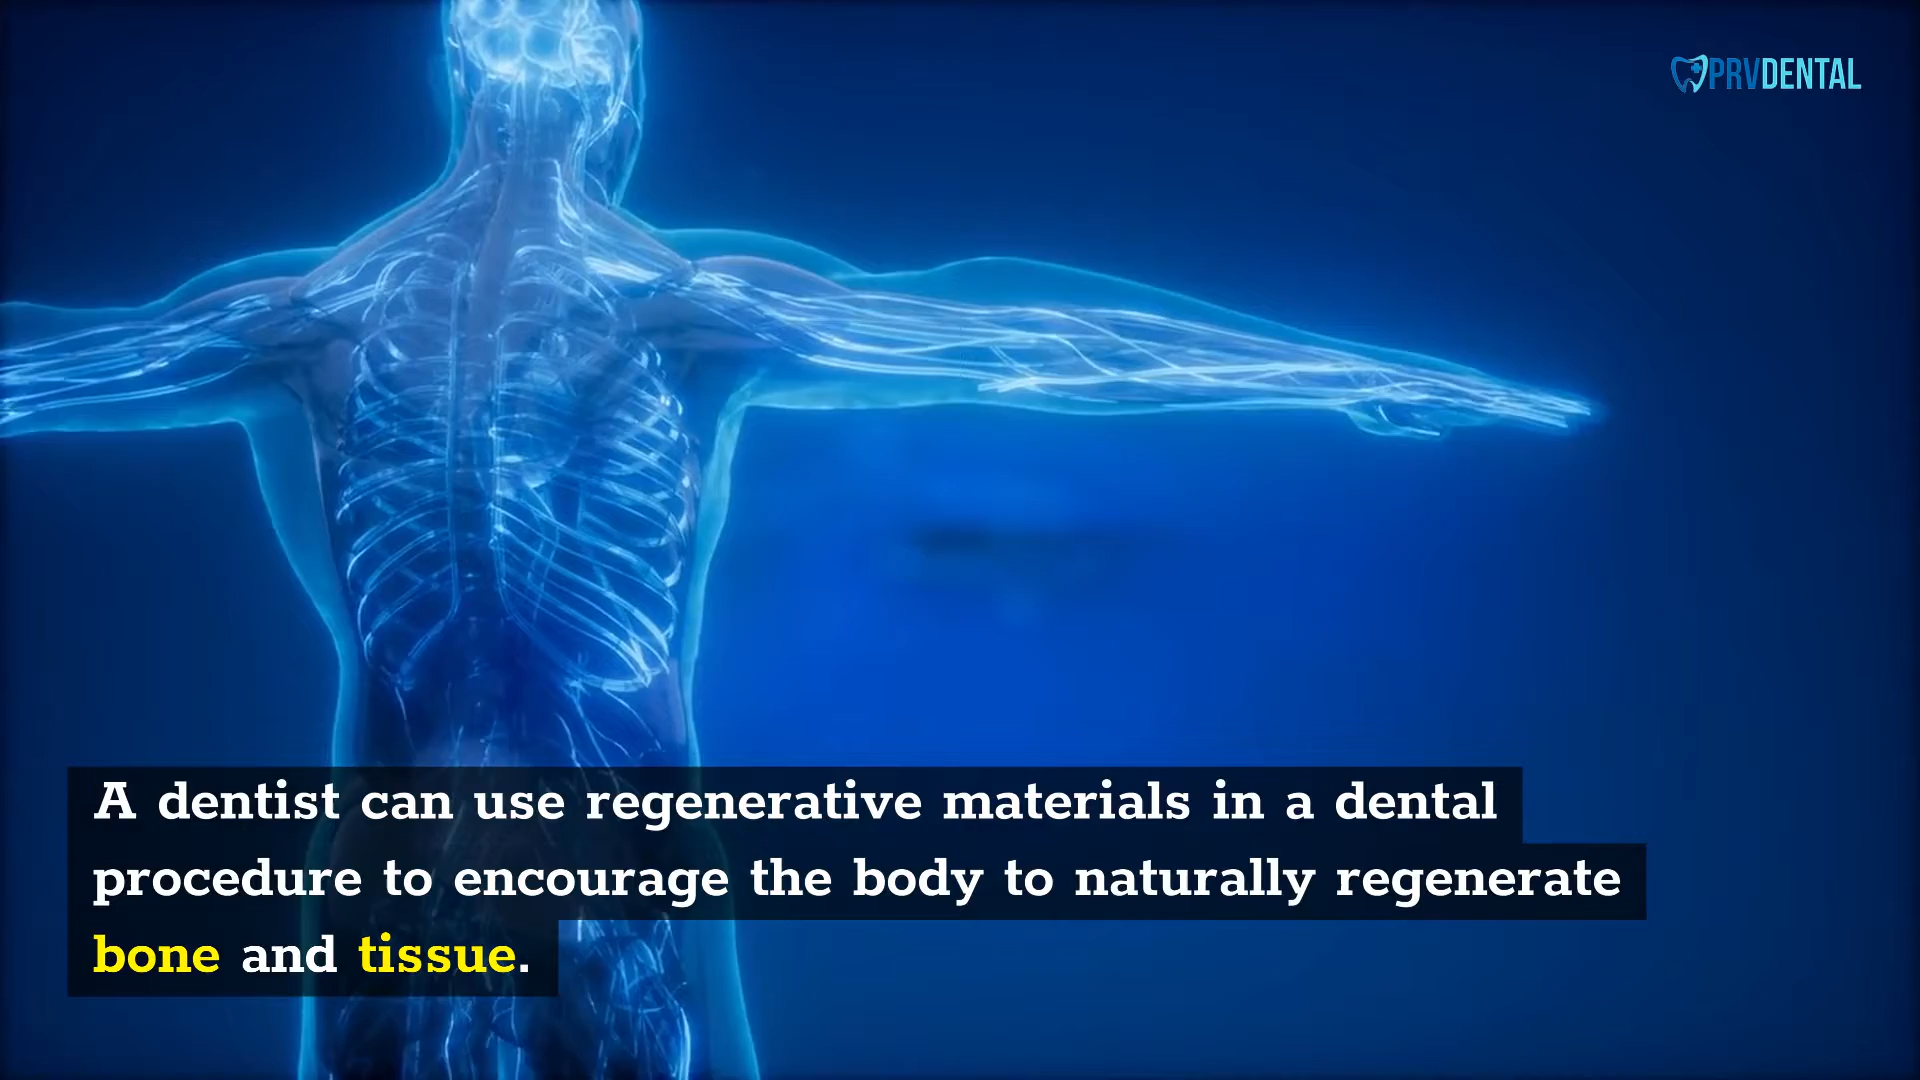 PRVDENTAL
A dentist can use regenerative materials in a dental
procedure to encourage the body to naturally regenerate
bone and tissue.